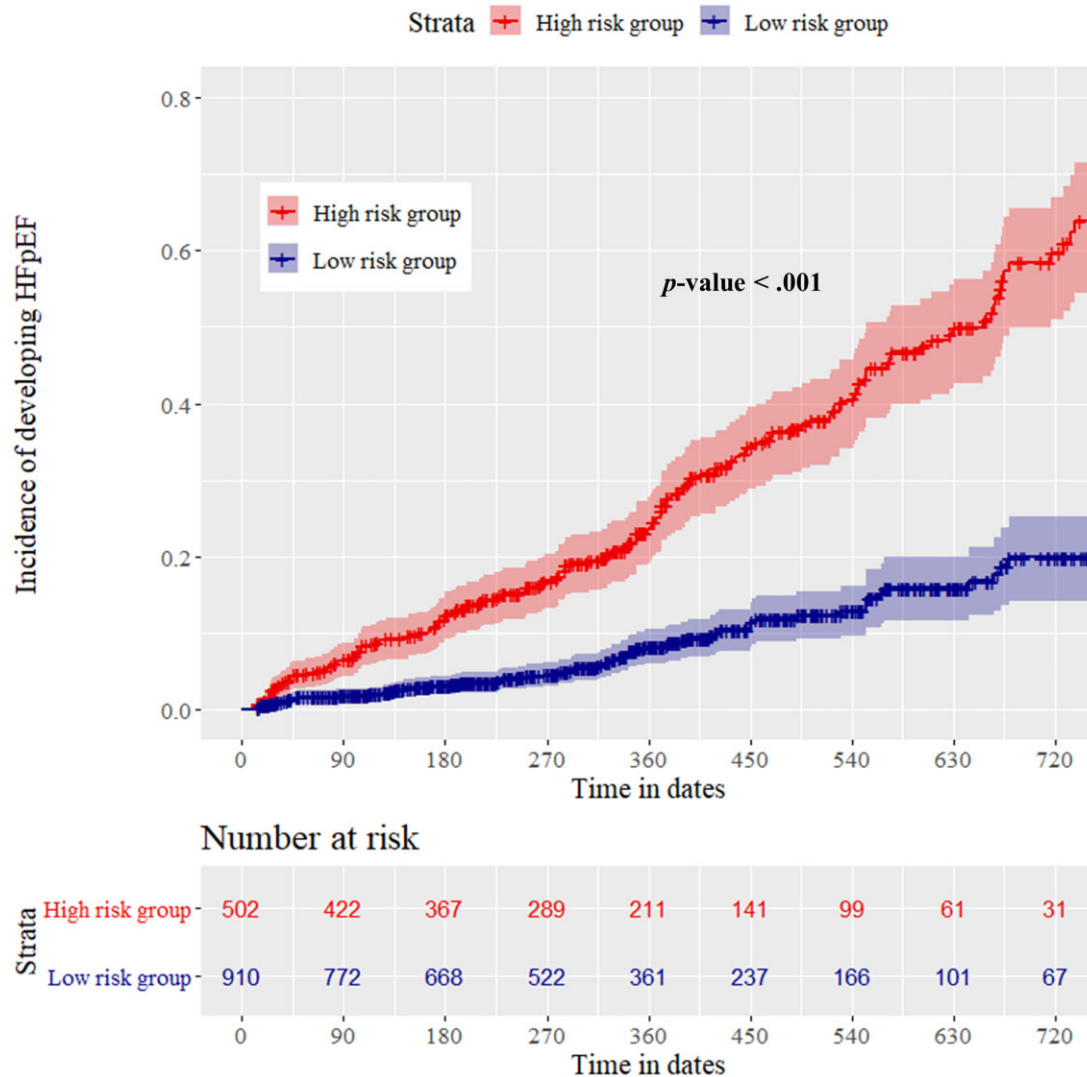 Strata High risk group Low risk group
0.8
High risk group
Low risk group
0.6
p-value < .001
0.4
0.2
0.0
Incidence of developing HFpEF
0 90 180 270 360 450 540 630 720
Time in dates
Number at risk
Strata
High risk group 502 422 367 289 211 141 99 61 31
Low risk group 910 772 668 522 361 237 166 101 67
0 90 180 270 360 450 540 630 720
Time in dates